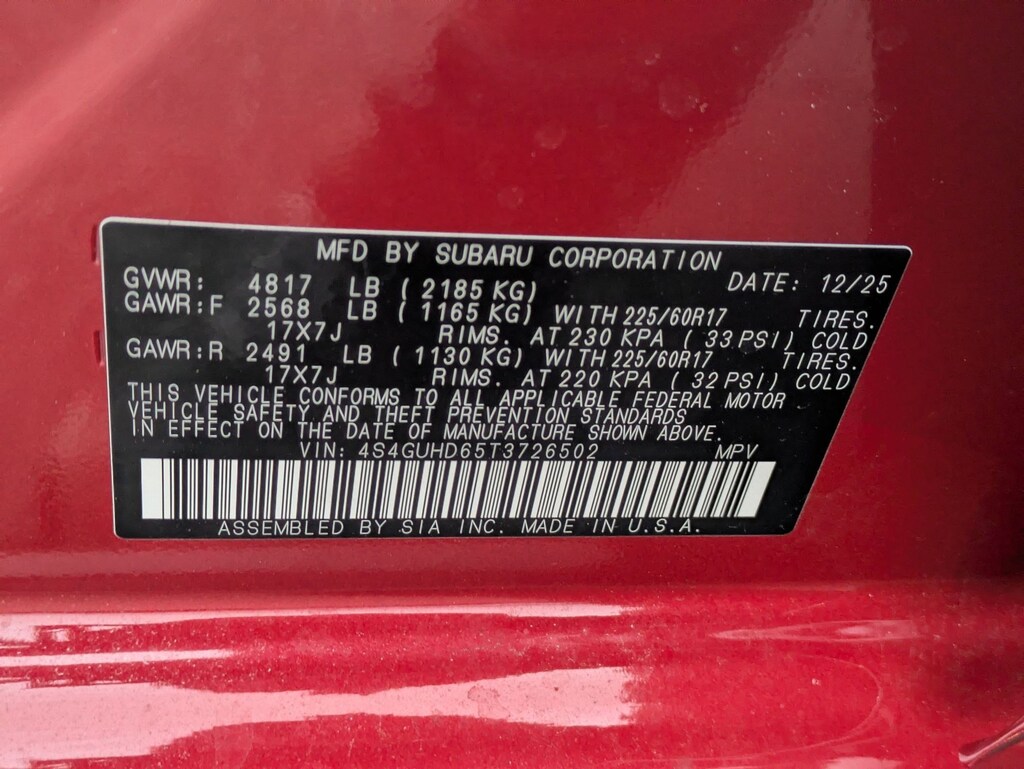 MFD BY SUBARU CORPORATION
GVWR: 4817 LB ( 2185 KG) DATE: 12/25
GAWR:F 2568 LB ( 1165 KG) WITH 225/60R17 TIRES.
17X7J RIMS. AT 230 KPA ( 33 PSI) COLD
GAWR:R 2491 LB ( 1130 KG) WITH 225/60R17 TIRES.
17X7J RIMS. AT 220 KPA ( 32 PSI) COLD
THIS VEHICLE CONFORMS TO ALL APPLICABLE FEDERAL MOTOR
VEHICLE SAFETY AND THEFT PREVENTION STANDARDS
IN EFFECT ON THE DATE OF MANUFACTURE SHOWN ABOVE.
VIN: 4S4GUHD65T3726502 MPV
ASSEMBLED BY SIA INC. MADE IN U.S.A.